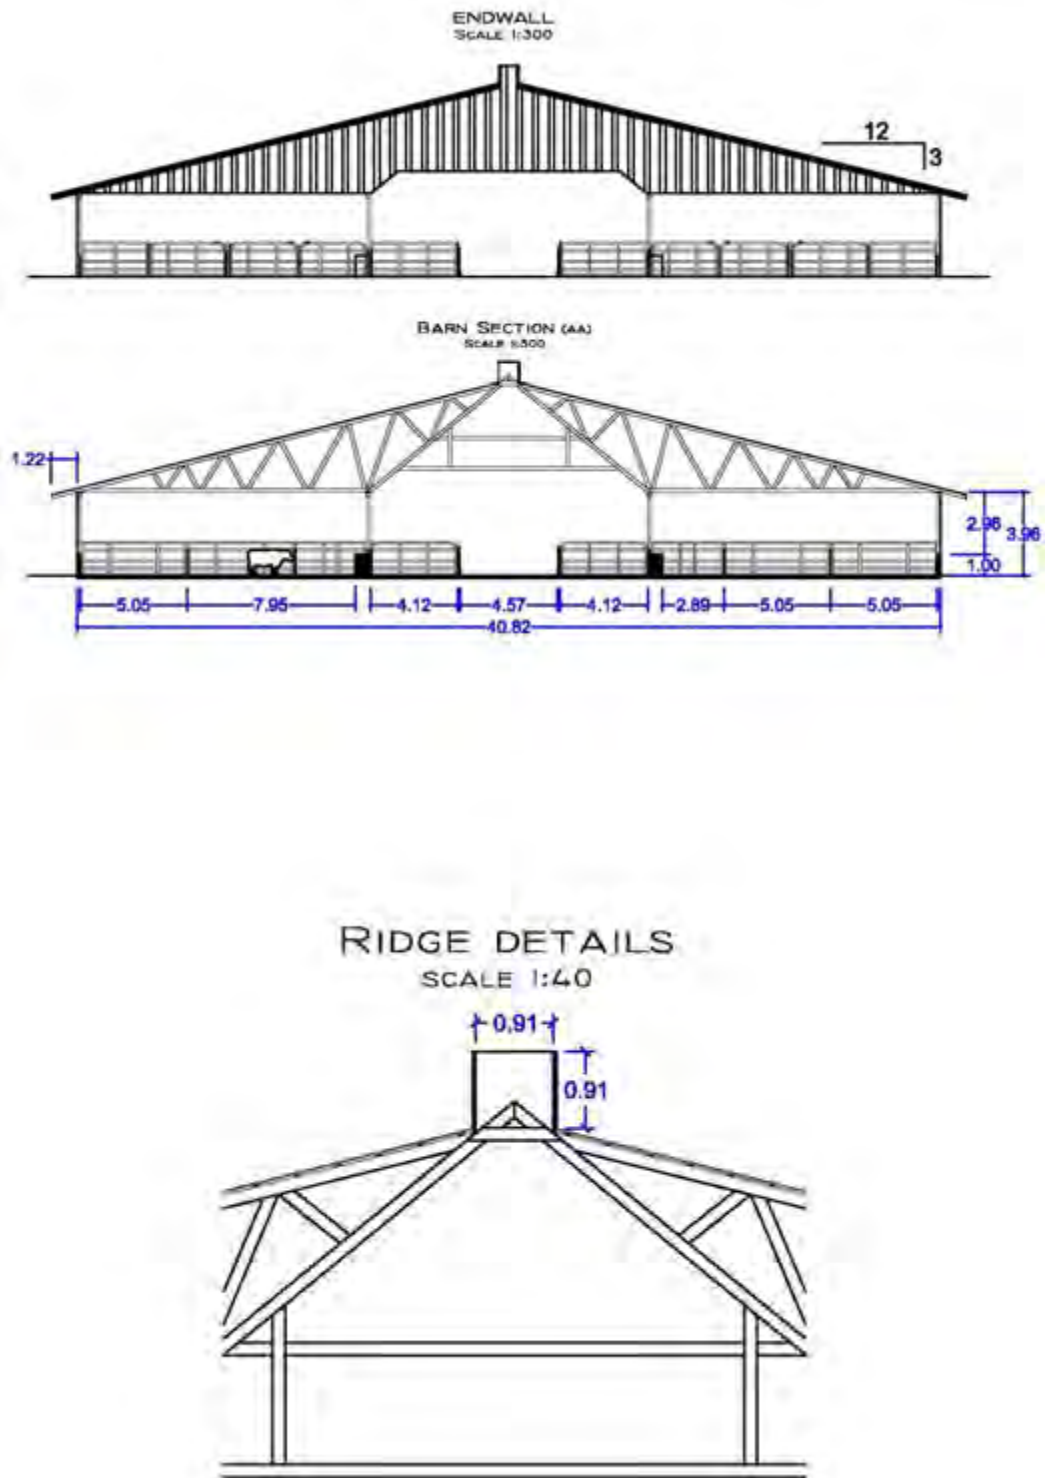 ENDWALL
SCALE 1:300
12
3
BARN SECTION (AA)
SCALE 1:300
1.22
2.96
3.96
1.00
5.05 7.95 4.12 4.57 4.12 2.89 5.05 5.05
40.82
RIDGE DETAILS
SCALE 1:40
0.91
0.91